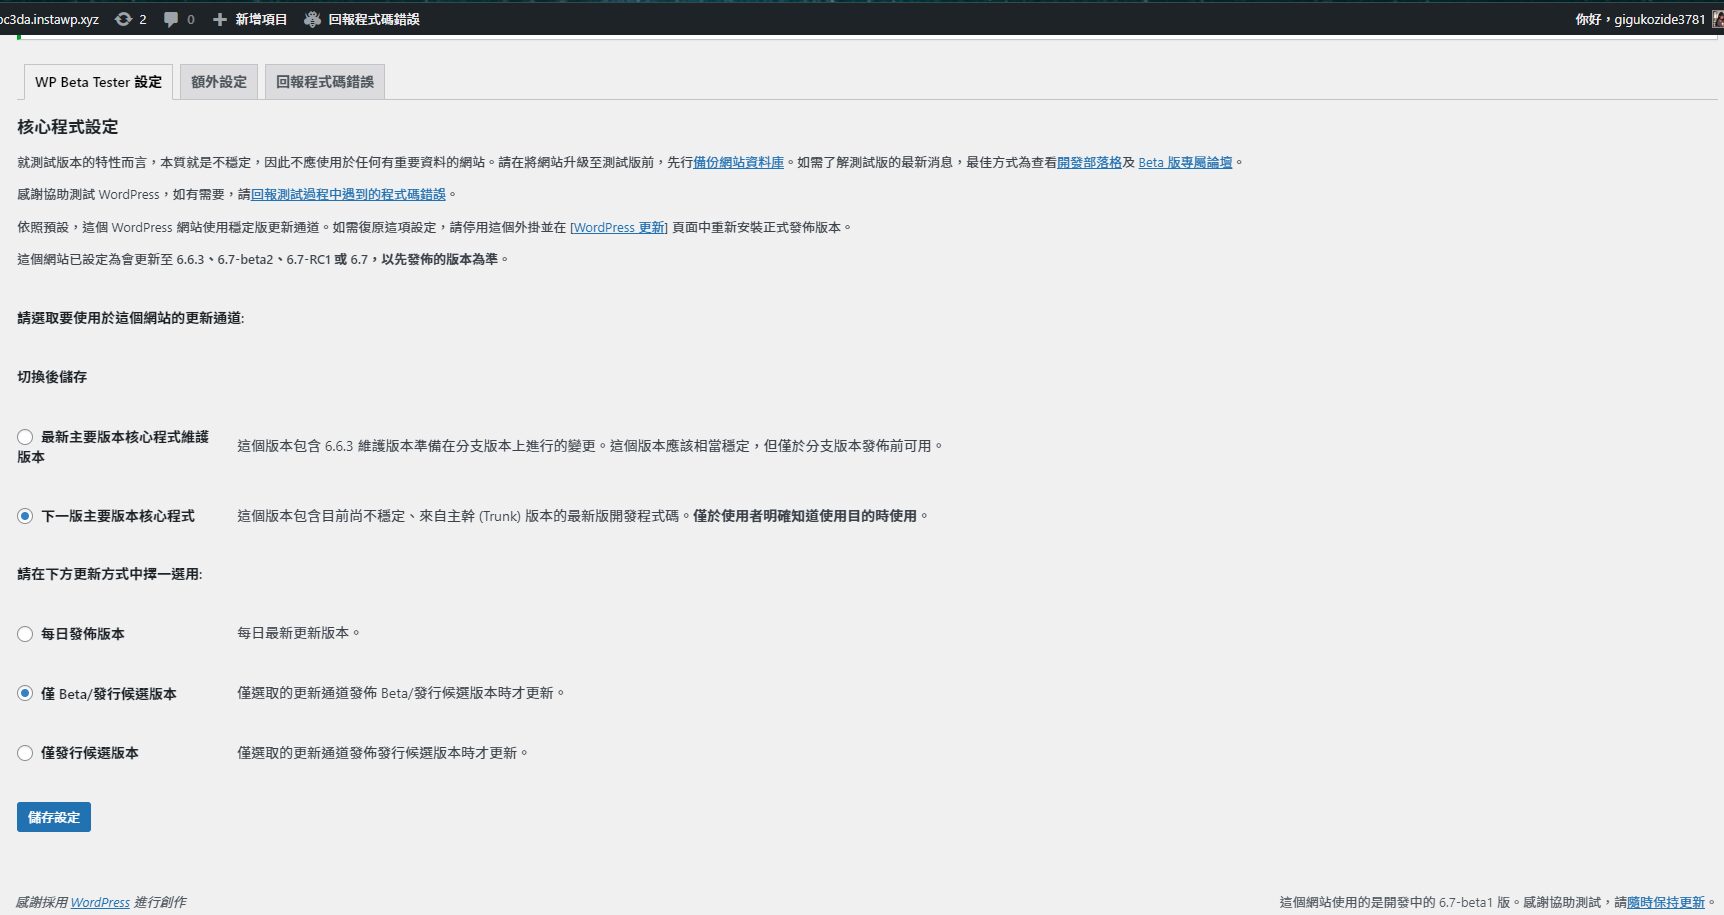 oc3da.instawp.xyz 2 0 新增項目 回報程式碼錯誤 你好，gigukozide3781
WP Beta Tester 設定 額外設定 回報程式碼錯誤
核心程式設定
就測試版本的特性而言，本質就是不穩定，因此不應使用於任何有重要資料的網站。請在將網站升級至測試版前，先行備份網站資料庫。如需了解測試版的最新消息，最佳方式為查看開發部落格及 Beta 版專屬論壇。
感謝協助測試 WordPress，如有需要，請回報測試過程中遇到的程式碼錯誤。
依照預設，這個 WordPress 網站使用穩定版更新通道。如需復原這項設定，請停用這個外掛並在 [WordPress 更新] 頁面中重新安裝正式發佈版本。
這個網站已設定為會更新至 6.6.3、6.7-beta2、6.7-RC1 或 6.7，以先發佈的版本為準。
請選取要使用於這個網站的更新通道:
切換後儲存
最新主要版本核心程式維護
版本
這個版本包含 6.6.3 維護版本準備在分支版本上進行的變更。這個版本應該相當穩定，但僅於分支版本發佈前可用。
下一版主要版本核心程式 這個版本包含目前尚不穩定、來自主幹 (Trunk) 版本的最新版開發程式碼。僅於使用者明確知道使用目的時使用。
請在下方更新方式中擇一選用:
每日發佈版本 每日最新更新版本。
僅 Beta/發行候選版本 僅選取的更新通道發佈 Beta/發行候選版本時才更新。
僅發行候選版本 僅選取的更新通道發佈發行候選版本時才更新。
儲存設定
感謝採用 WordPress 進行創作 這個網站使用的是開發中的 6.7-beta1 版。感謝協助測試，請隨時保持更新。